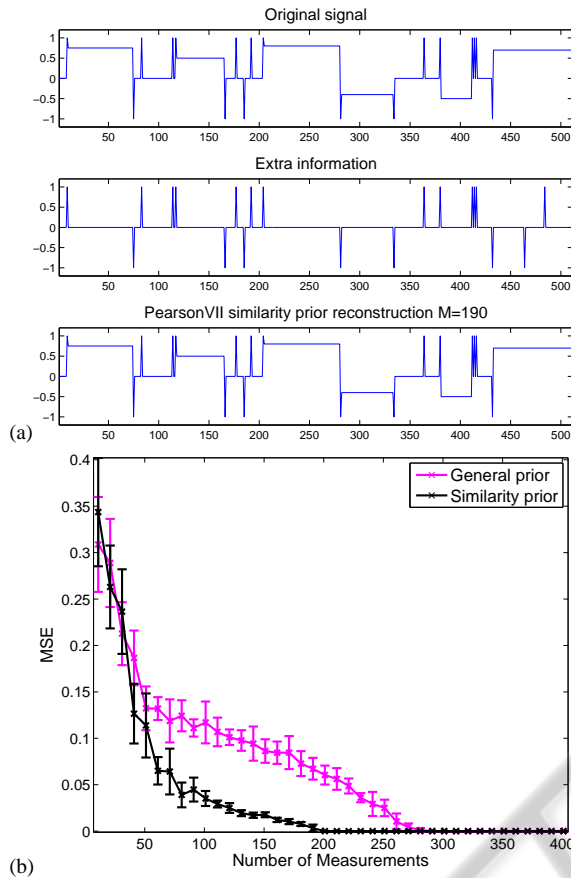 Original signal
1
0.5
0
−0.5
−1
50 100 150 200 250 300 350 400 450 500
Extra information
1
0.5
0
−0.5
−1
50 100 150 200 250 300 350 400 450 500
PearsonVII similarity prior reconstruction M=190
1
0.5
0
−0.5
−1
50 100 150 200 250 300 350 400 450 500
(a)
0.4
0.35
0.3
0.25
0.2
0.15
0.1
0.05
0
MSE
General prior
Similarity prior
50 100 150 200 250 300 350 400
Number of Measurements
(b)